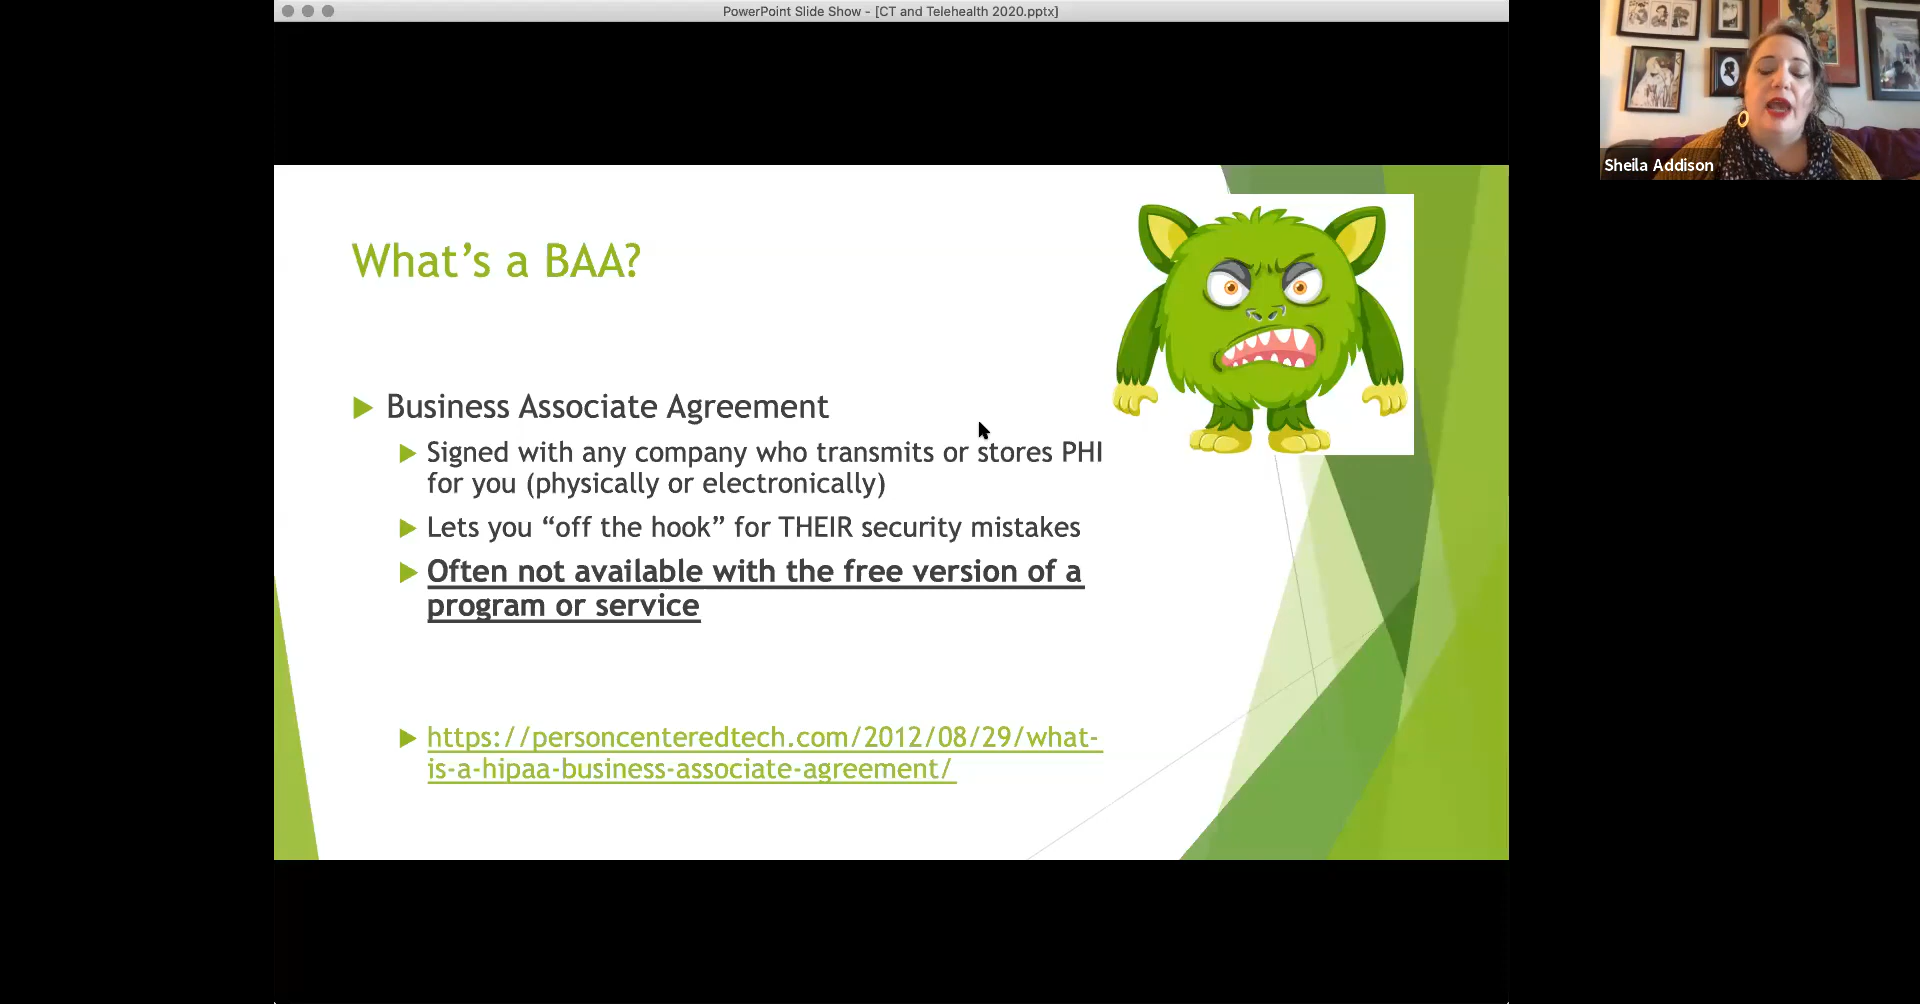 PowerPoint Slide Show - [CT and Telehealth 2020.pptx]
Sheila Addison
What’s a BAA?
Business Associate Agreement
Signed with any company who transmits or stores PHI
for you (physically or electronically)
Lets you “off the hook” for THEIR security mistakes
Often not available with the free version of a
program or service
https://personcenteredtech.com/2012/08/29/what-
is-a-hipaa-business-associate-agreement/